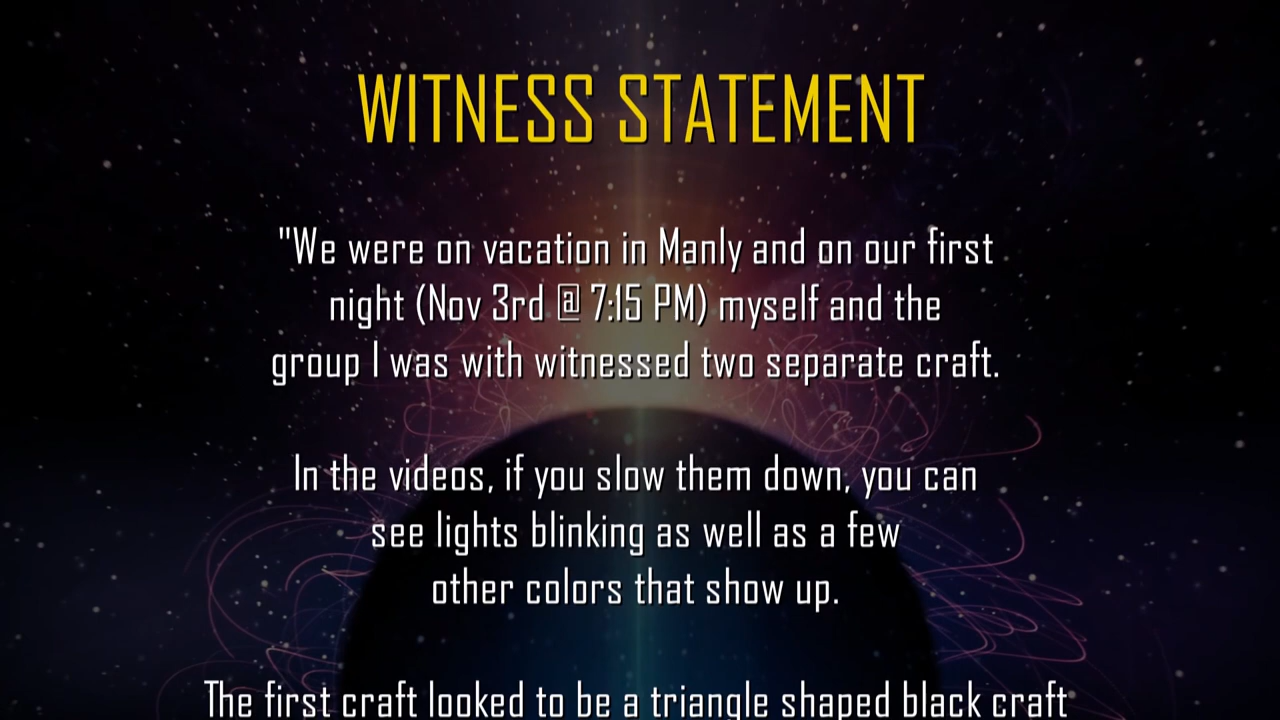 WITNESS STATEMENT
"We were on vacation in Manly and on our first
night (Nov 3rd @ 7:15 PM) myself and the
group I was with witnessed two separate craft.
In the videos, if you slow them down, you can
see lights blinking as well as a few
other colors that show up.
The first craft looked to be a triangle shaped black craft